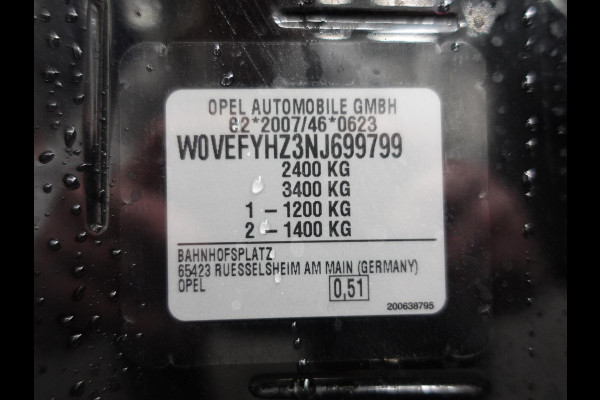 OPEL AUTOMOBILE GMBH
e2*2007/46*0623
W0VEFYHZ3NJ699799
2400 KG
3400 KG
1 – 1200 KG
2 – 1400 KG
BAHNHOFSPLATZ
65423 RUESSELSHEIM AM MAIN (GERMANY)
OPEL
0,51
200638795